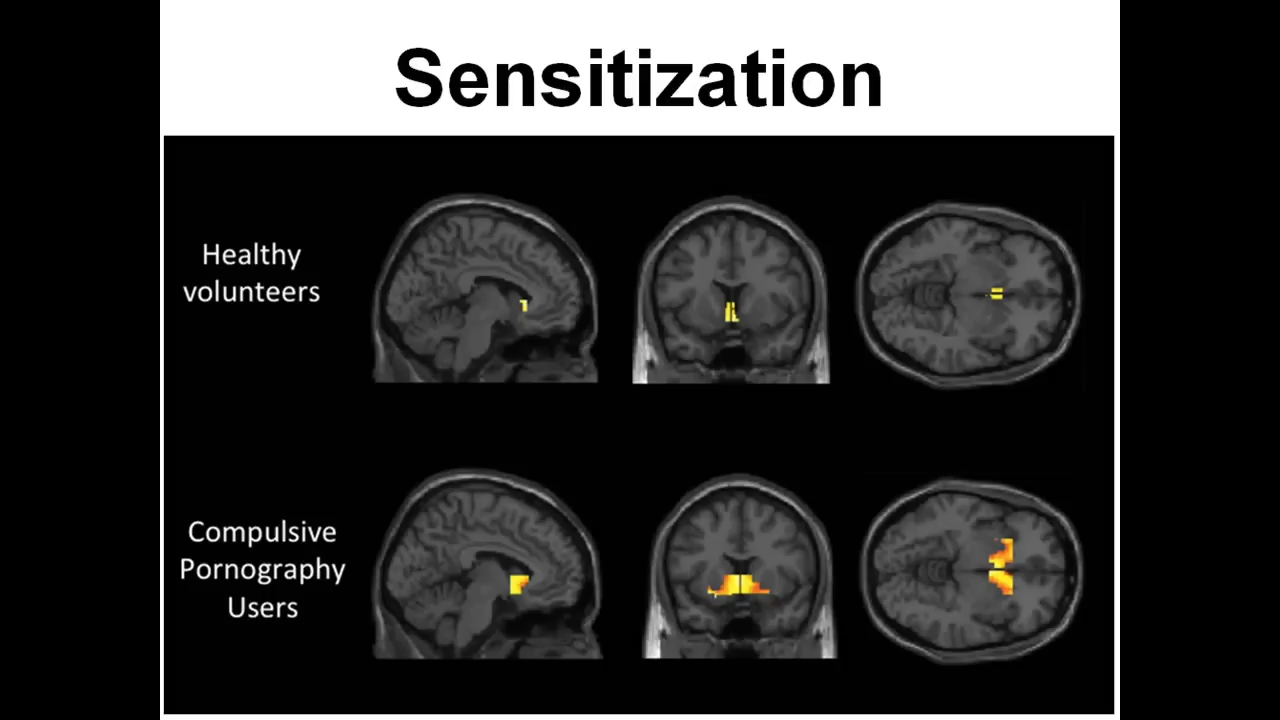 Sensitization
Healthy
volunteers
Compulsive
Pornography
Users